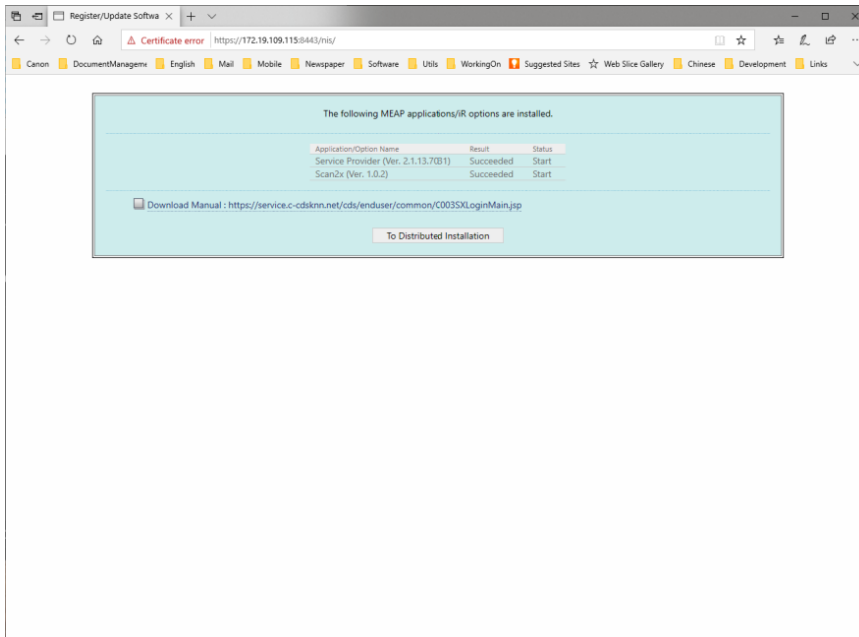 Register/Update Softwa
Certificate error https://172.19.109.115:8443/nis/
Canon DocumentManageme English Mail Mobile Newspaper Software Utils WorkingOn Suggested Sites Web Slice Gallery Chinese Development Links
The following MEAP applications/iR options are installed.
Application/Option Name Result Status
Service Provider (Ver. 2.1.13.7031) Succeeded Start
Scan2x (Ver. 1.0.2) Succeeded Start
Download Manual : https://service.c-cdsknn.net/cds/enduser/common/C003SXLoginMain.jsp
To Distributed Installation